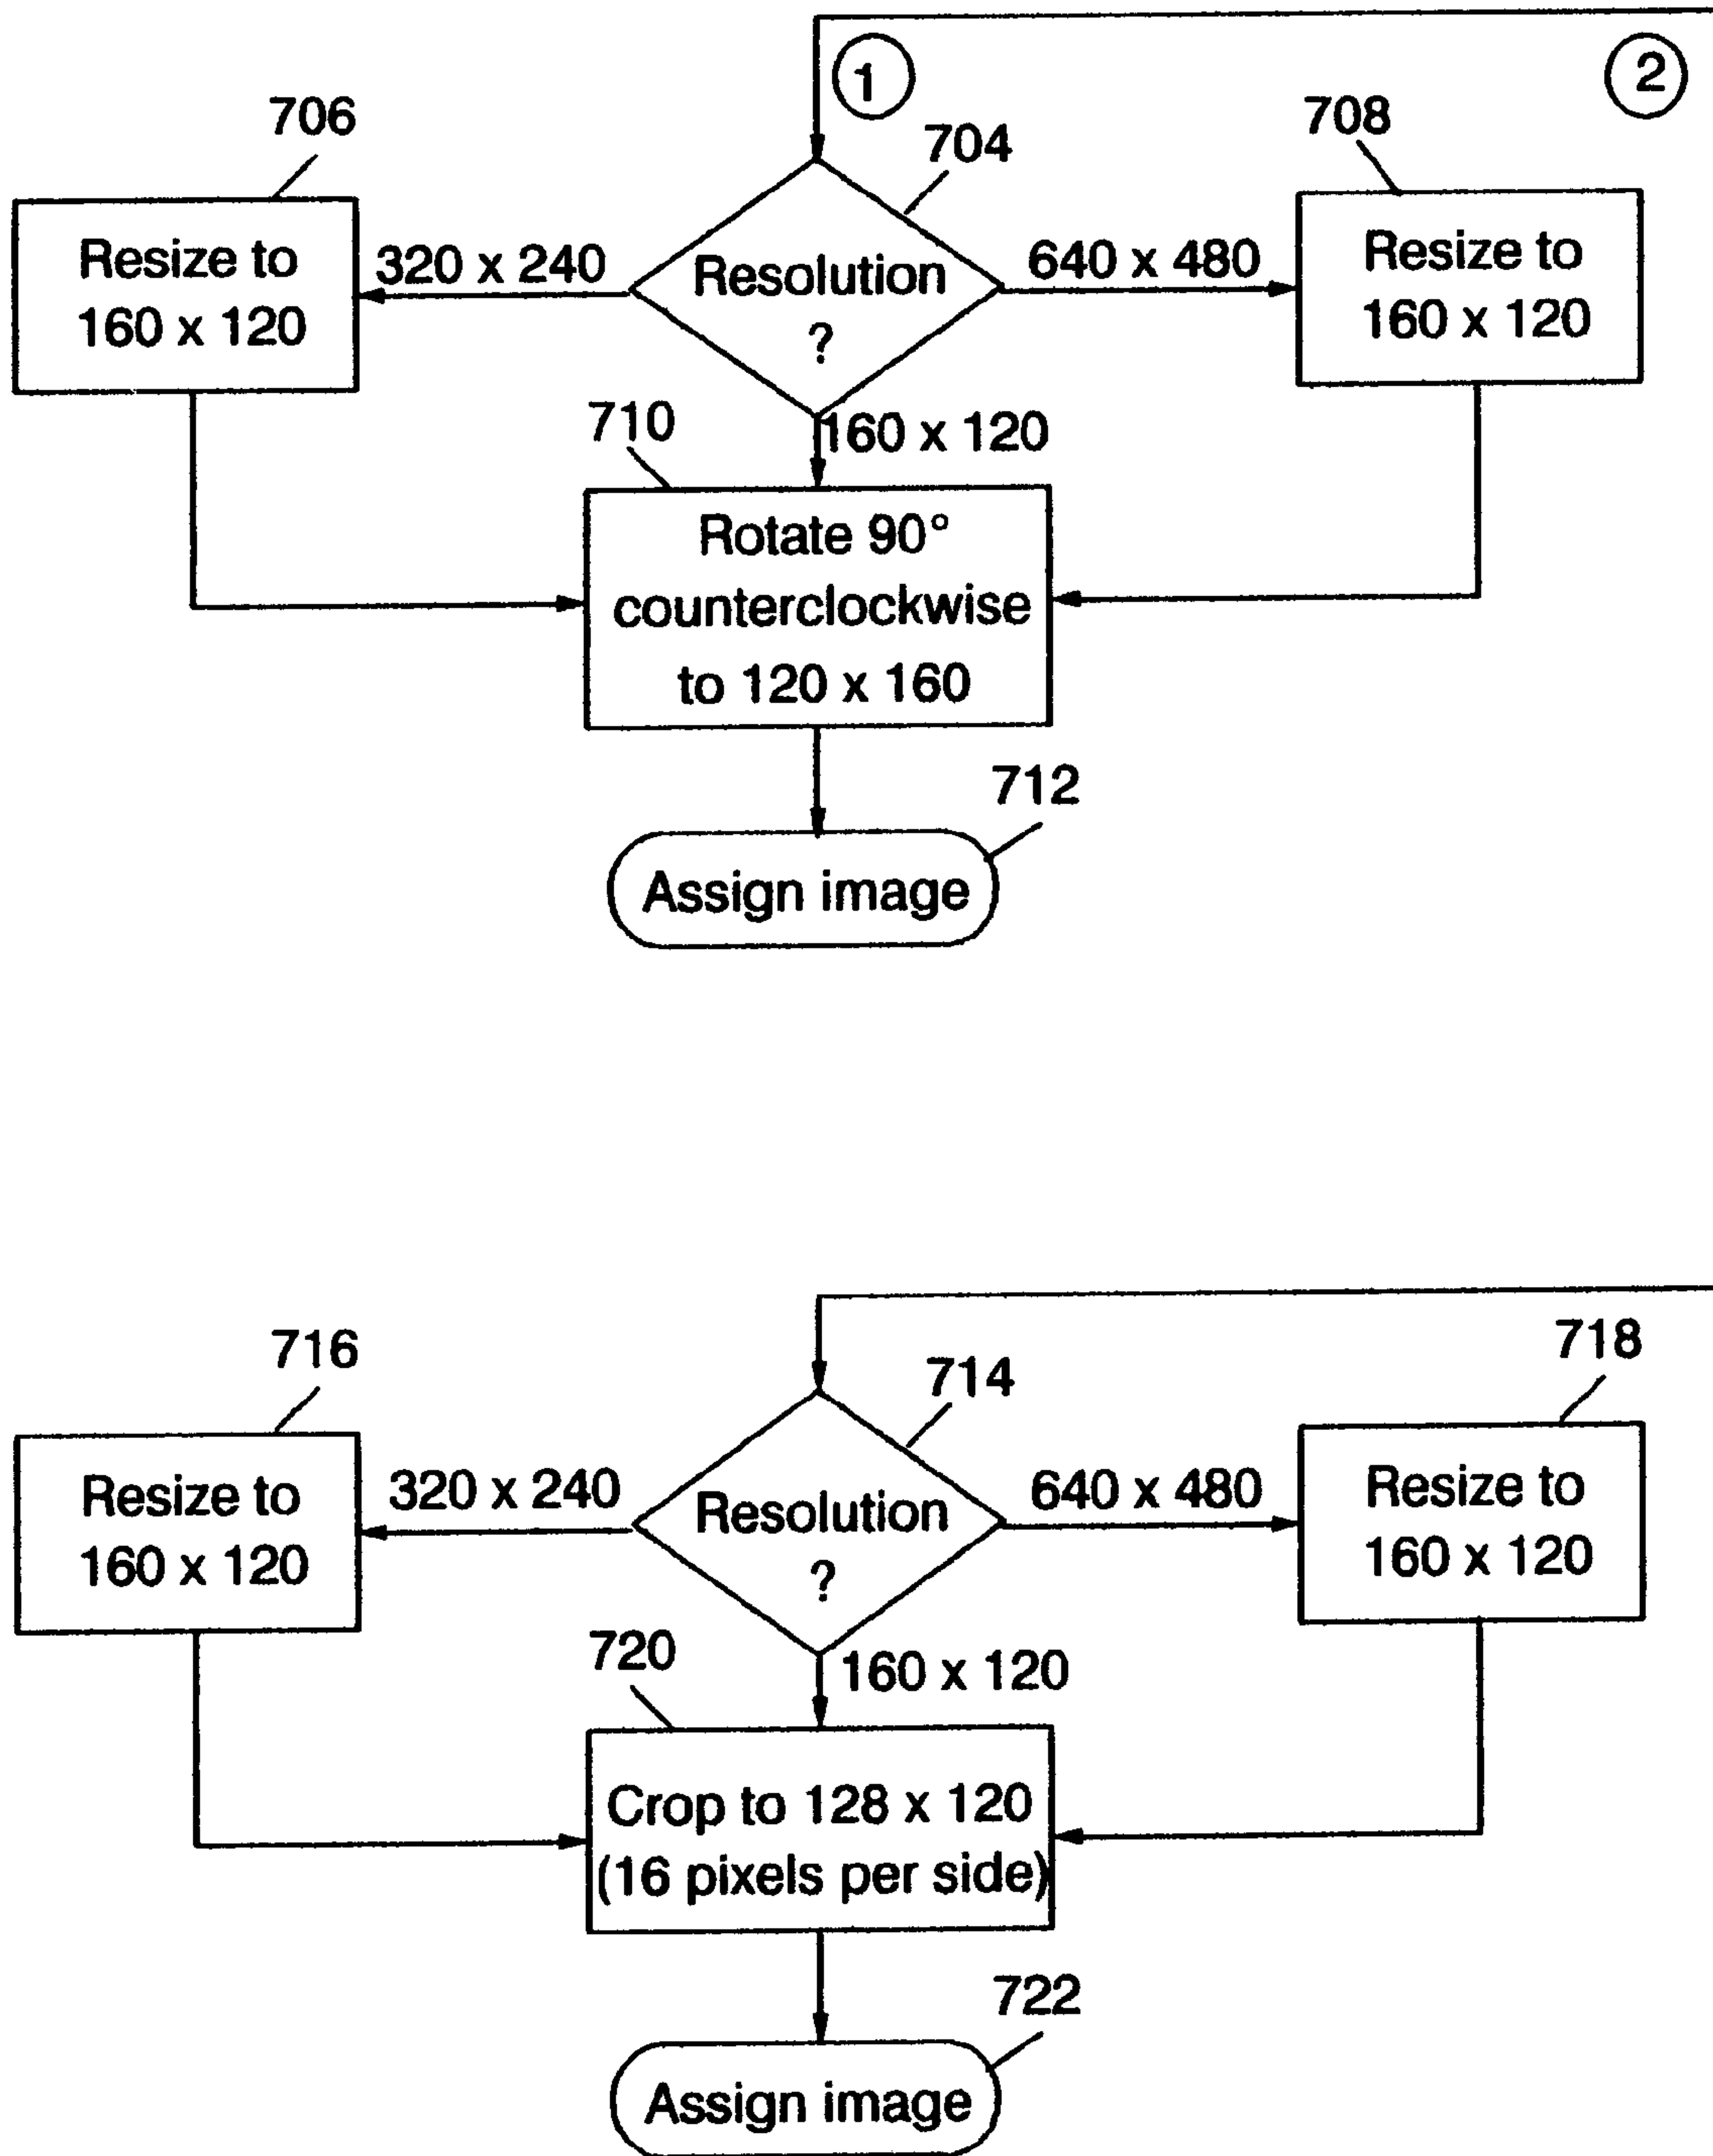 1
2
706
704
708
Resize to
160 x 120
320 x 240
Resolution
?
640 x 480
Resize to
160 x 120
710
160 x 120
Rotate 90°
counterclockwise
to 120 x 160
712
Assign image
716
714
718
Resize to
160 x 120
320 x 240
Resolution
?
640 x 480
Resize to
160 x 120
720
160 x 120
Crop to 128 x 120
(16 pixels per side)
722
Assign image